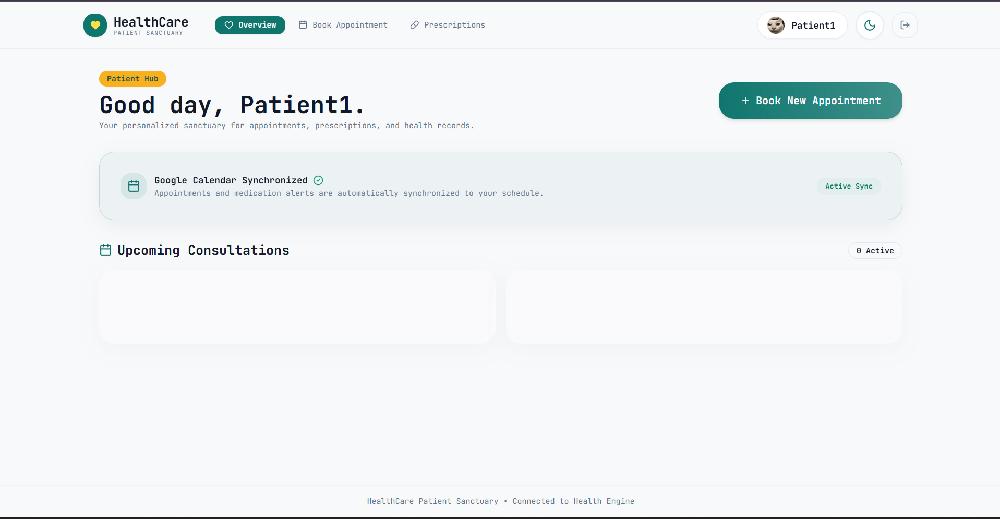 HealthCare
PATIENT SANCTUARY
Overview
Book Appointment
Prescriptions
Patient1
Patient Hub
Good day, Patient1.
Your personalized sanctuary for appointments, prescriptions, and health records.
+ Book New Appointment
Google Calendar Synchronized
Appointments and medication alerts are automatically synchronized to your schedule.
Active Sync
Upcoming Consultations
0 Active
HealthCare Patient Sanctuary • Connected to Health Engine